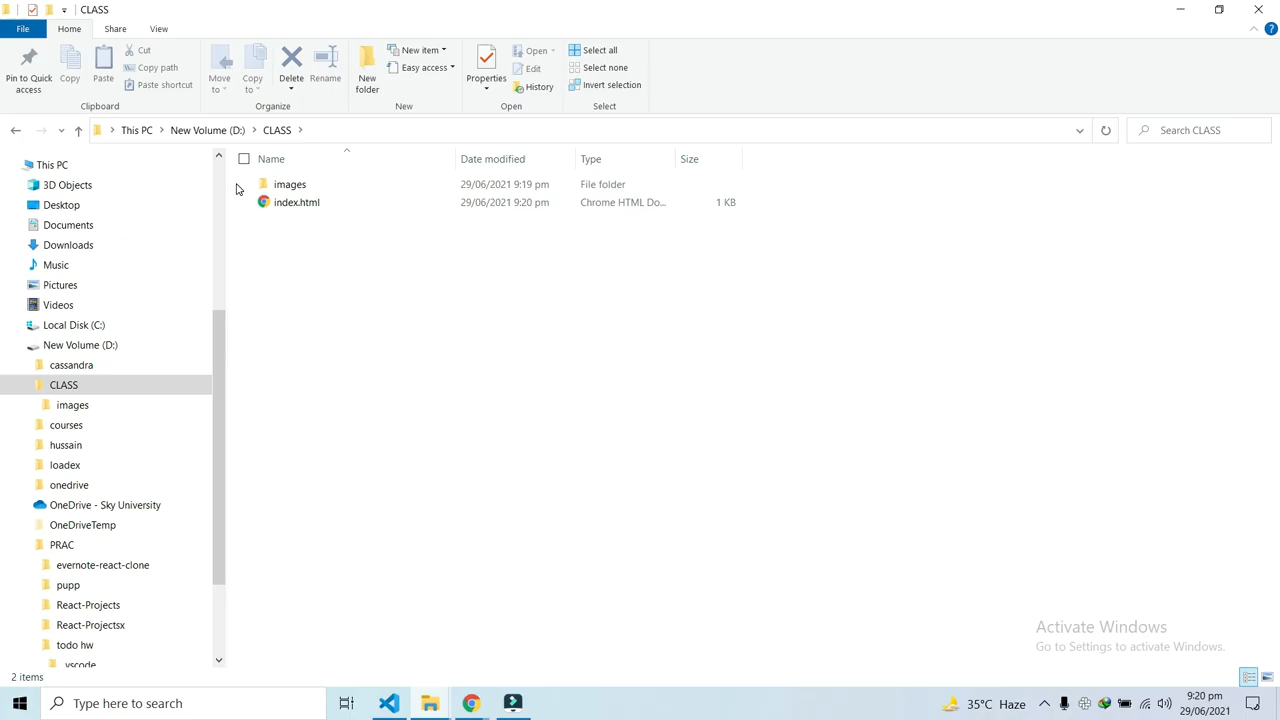 CLASS
File Home Share View
Pin to Quick access
Copy
Paste
Cut
Copy path
Paste shortcut
Clipboard
Move to
Copy to
Delete
Rename
Organize
New folder
New item
Easy access
New
Properties
Open
Edit
History
Open
Select all
Select none
Invert selection
Select
This PC New Volume (D:) CLASS
Search CLASS
Name Date modified Type Size
images 29/06/2021 9:19 pm File folder
index.html 29/06/2021 9:20 pm Chrome HTML Do... 1 KB
This PC
3D Objects
Desktop
Documents
Downloads
Music
Pictures
Videos
Local Disk (C:)
New Volume (D:)
cassandra
CLASS
images
courses
hussain
loadex
onedrive
OneDrive - Sky University
OneDriveTemp
PRAC
evernote-react-clone
pupp
React-Projects
React-Projectsx
todo hw
.vscode
Activate Windows
Go to Settings to activate Windows.
2 items
Type here to search
35°C Haze
9:20 pm
29/06/2021